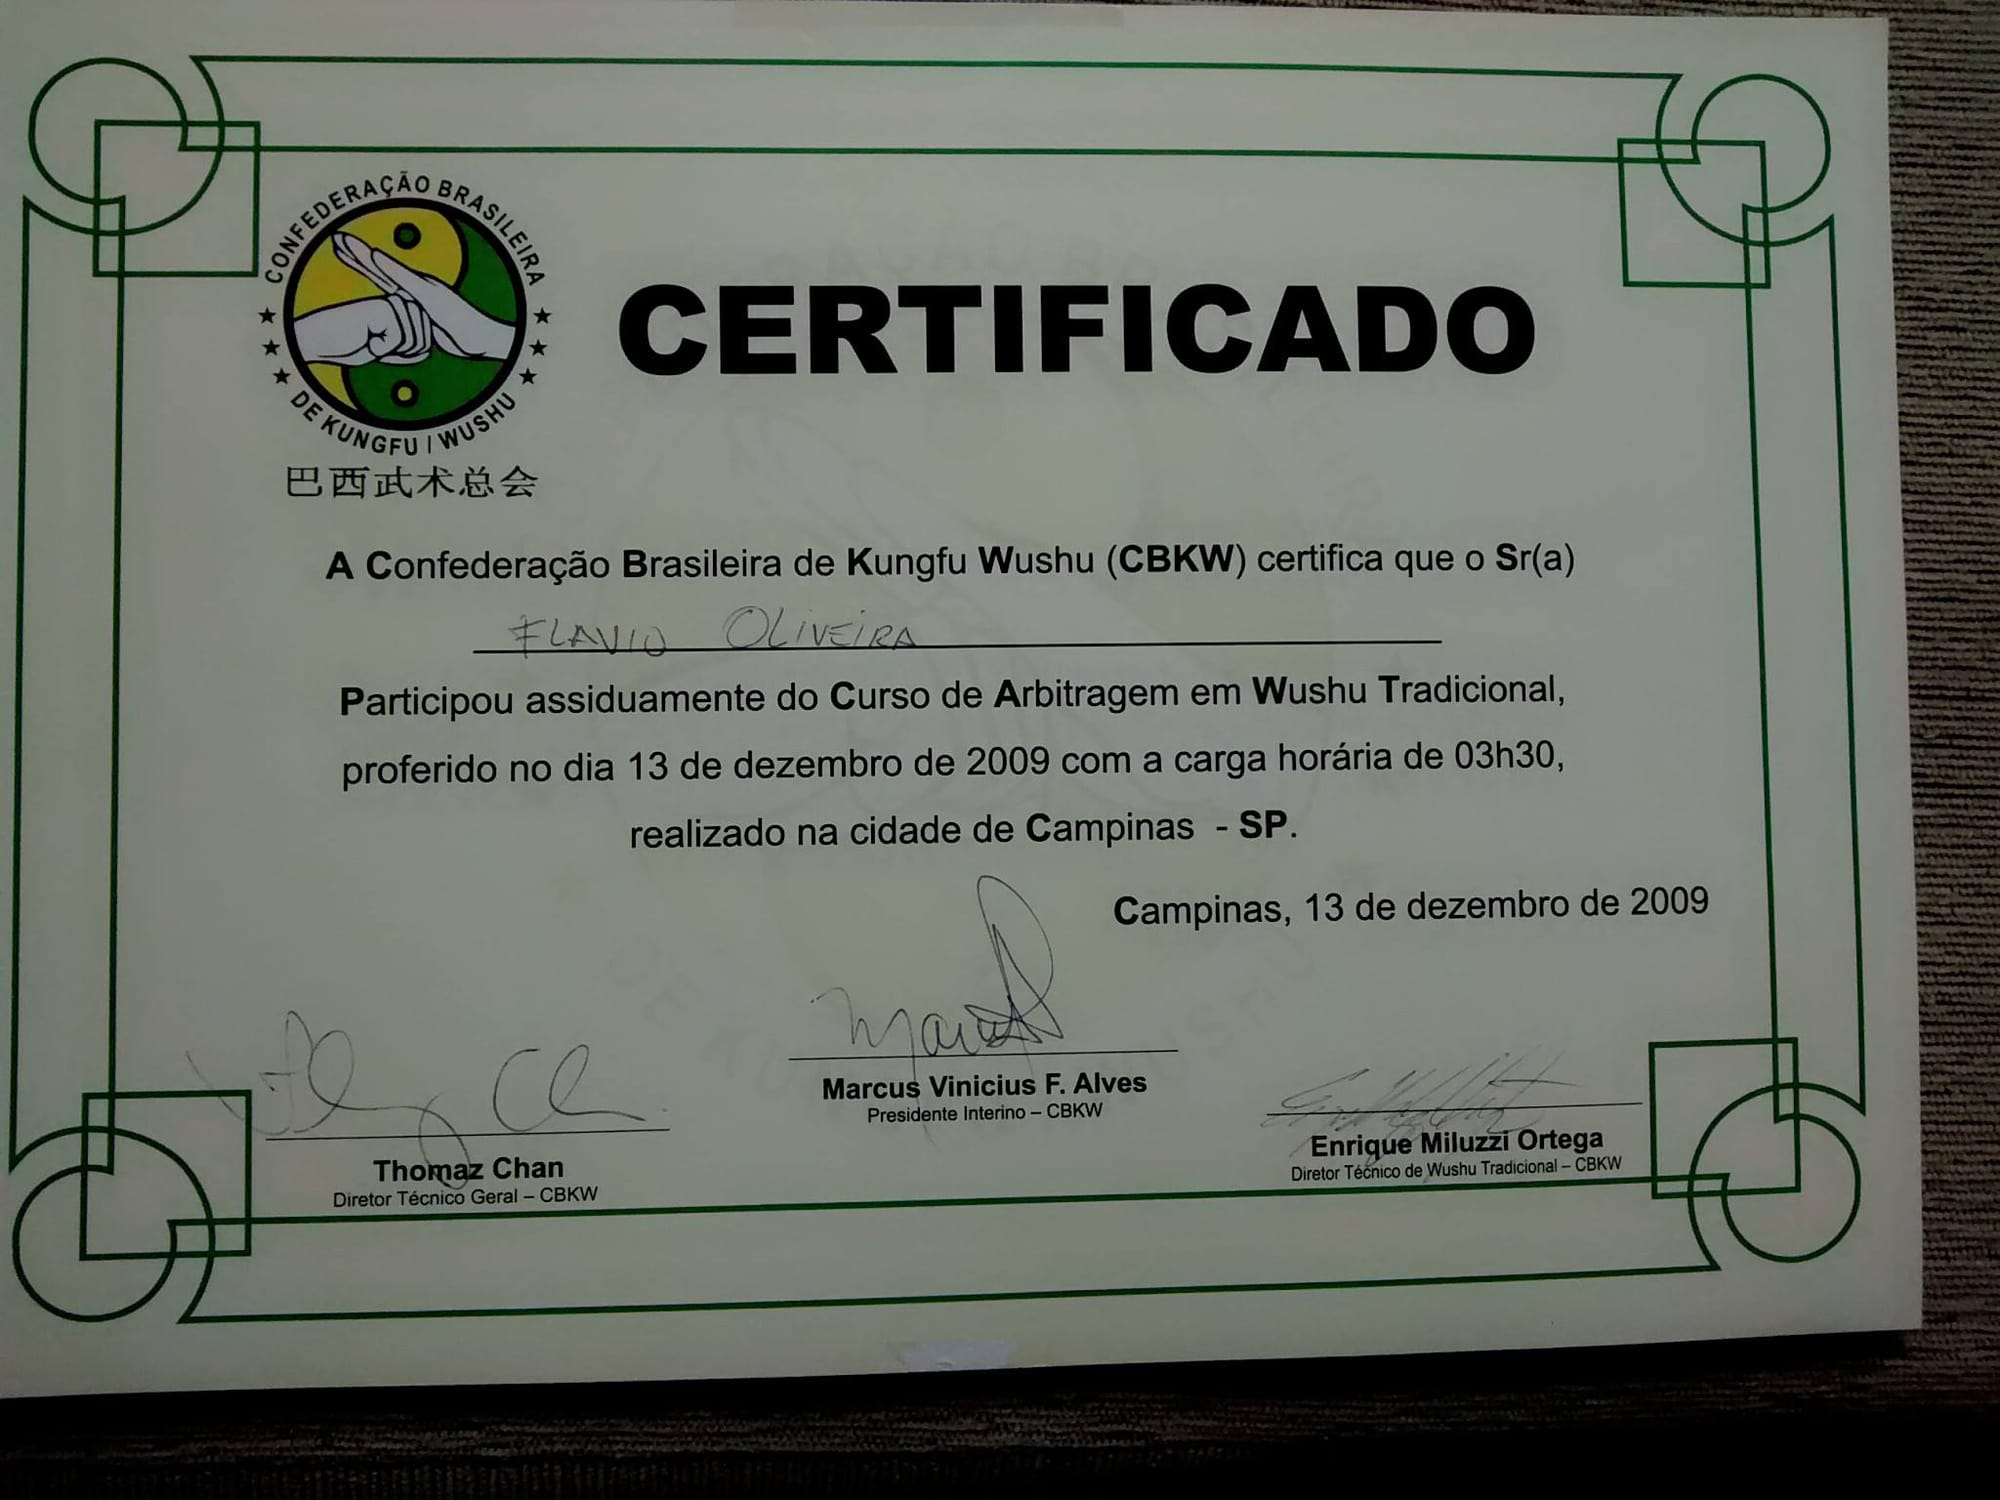 CONFEDERAÇÃO BRASILEIRA
DE KUNGFU | WUSHU
巴西武术总会
CERTIFICADO
A Confederação Brasileira de Kungfu Wushu (CBKW) certifica que o Sr(a)
FLAVIO OLIVEIRA
Participou assiduamente do Curso de Arbitragem em Wushu Tradicional,
proferido no dia 13 de dezembro de 2009 com a carga horária de 03h30,
realizado na cidade de Campinas - SP.
Campinas, 13 de dezembro de 2009
Thomaz Chan
Diretor Técnico Geral – CBKW
Marcus Vinicius F. Alves
Presidente Interino – CBKW
Enrique Miluzzi Ortega
Diretor Técnico de Wushu Tradicional – CBKW